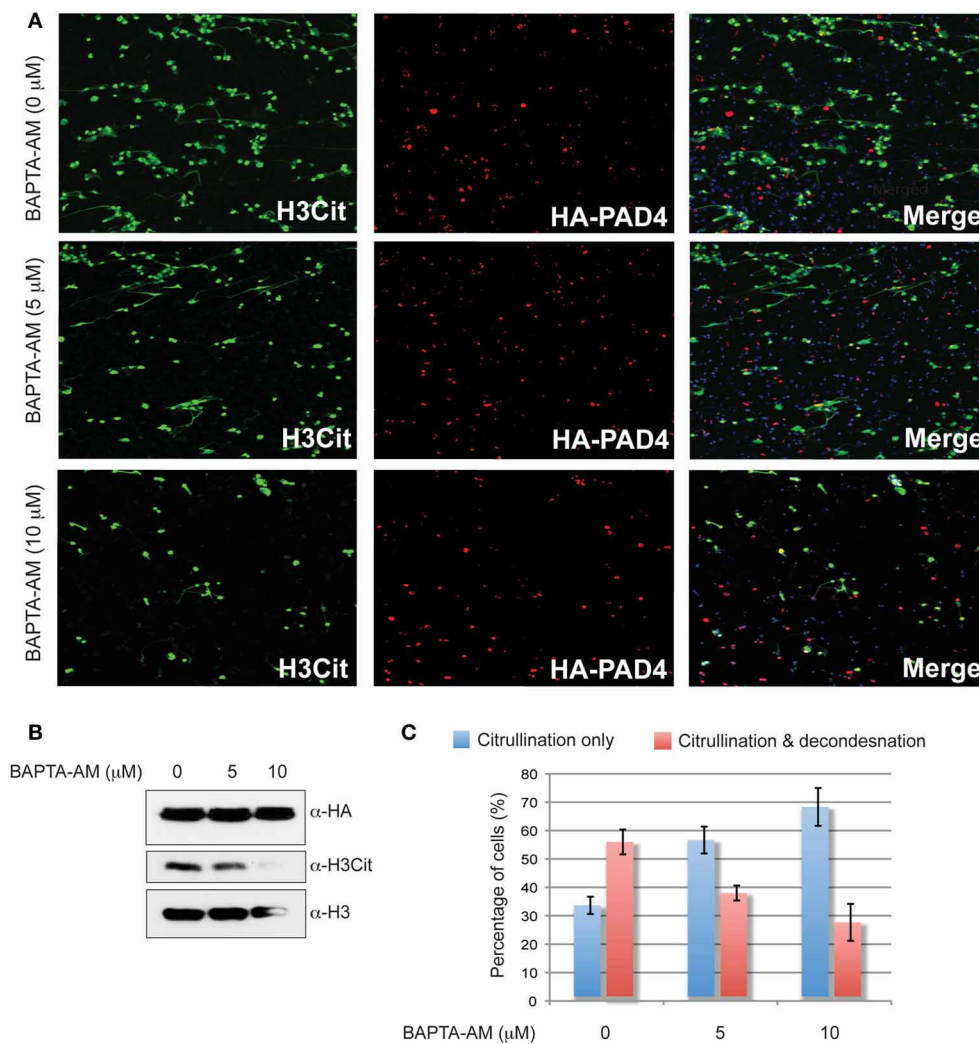 A
BAPTA-AM (0 μM)
H3Cit
HA-PAD4
Merged
Merge
BAPTA-AM (5 μM)
H3Cit
HA-PAD4
Merge
BAPTA-AM (10 μM)
H3Cit
HA-PAD4
Merge
B
BAPTA-AM (μM) 0 5 10
α-HA
α-H3Cit
α-H3
C
Citrullination only
Citrullination & decondesnation
Percentage of cells (%)
80
70
60
50
40
30
20
10
0
BAPTA-AM (μM) 0 5 10